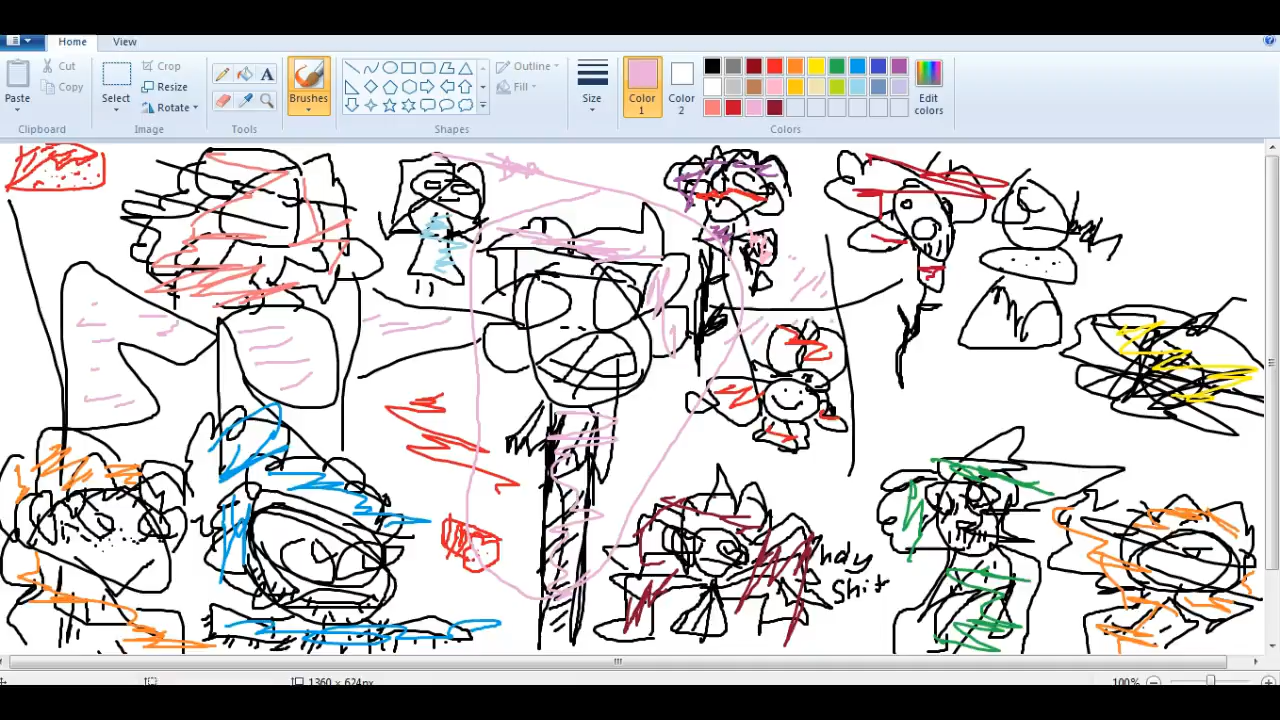 Home
View
Paste
Cut
Copy
Clipboard
Select
Crop
Resize
Rotate
Image
A
Tools
Brushes
Outline
Fill
Shapes
Size
Color
1
Color
2
Edit
colors
Colors
holy
Shit
1360 × 624px
100%